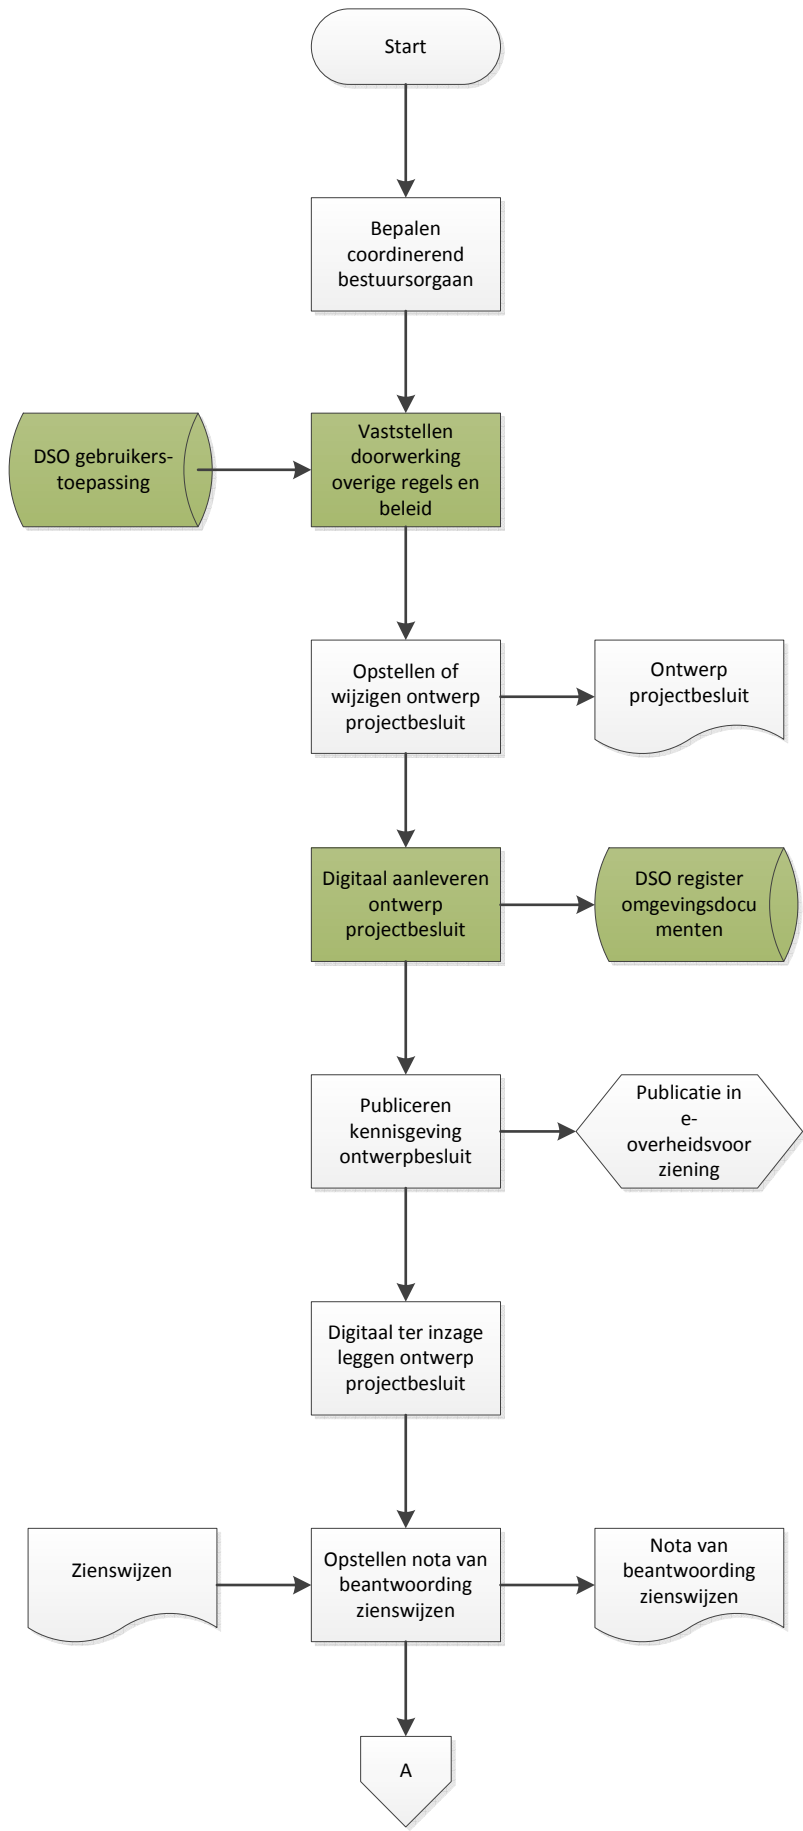 Start
Bepalen
coordinerend
bestuursorgaan
DSO gebruikers-
toepassing
Vaststellen
doorwerking
overige regels en
beleid
Opstellen of
wijzigen ontwerp
projectbesluit
Ontwerp
projectbesluit
Digitaal aanleveren
ontwerp
projectbesluit
DSO register
omgevingsdocu
menten
Publiceren
kennisgeving
ontwerpbesluit
Publicatie in
e-
overheidsvoor
ziening
Digitaal ter inzage
leggen ontwerp
projectbesluit
Zienswijzen
Opstellen nota van
beantwoording
zienswijzen
Nota van
beantwoording
zienswijzen
A